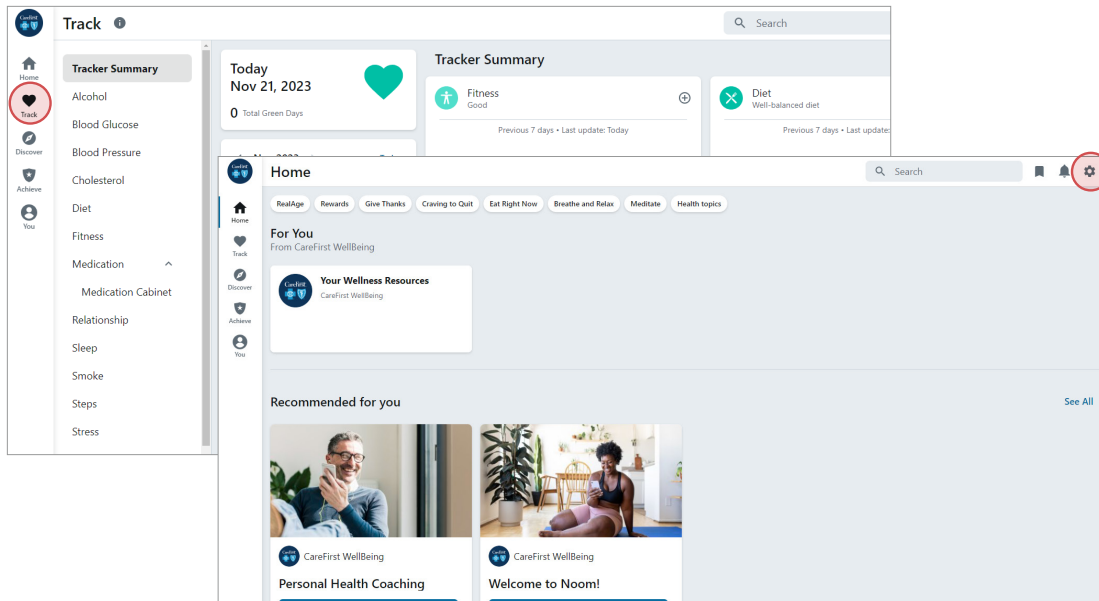 CareFirst
Track
Search
Home
Track
Discover
Achieve
You
Tracker Summary
Alcohol
Blood Glucose
Blood Pressure
Cholesterol
Diet
Fitness
Medication
Medication Cabinet
Relationship
Sleep
Smoke
Steps
Stress
Today
Nov 21, 2023
0 Total Green Days
Tracker Summary
Fitness
Good
Previous 7 days • Last update: Today
Diet
Well-balanced diet
Previous 7 days • Last update:
CareFirst
Home
Search
Home
Track
Discover
Achieve
You
RealAge Rewards Give Thanks Craving to Quit Eat Right Now Breathe and Relax Meditate Health topics
For You
From CareFirst WellBeing
CareFirst
Your Wellness Resources
CareFirst WellBeing
Recommended for you
See All
CareFirst
CareFirst WellBeing
Personal Health Coaching
CareFirst
CareFirst WellBeing
Welcome to Noom!